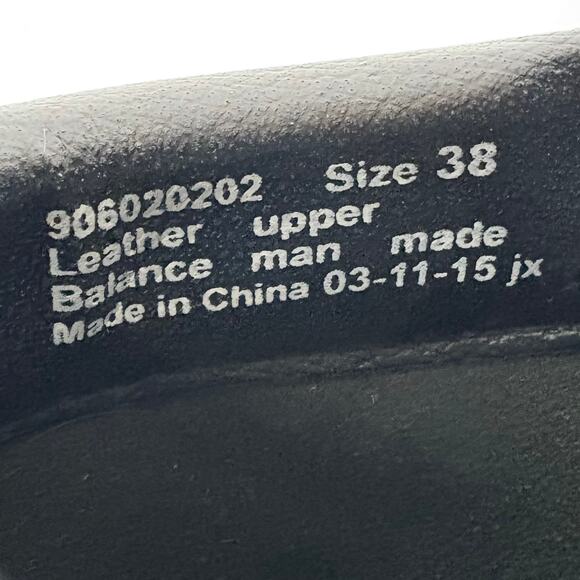 906020202 Size 38
Leather upper
Balance man made
Made in China 03-11-15 jx